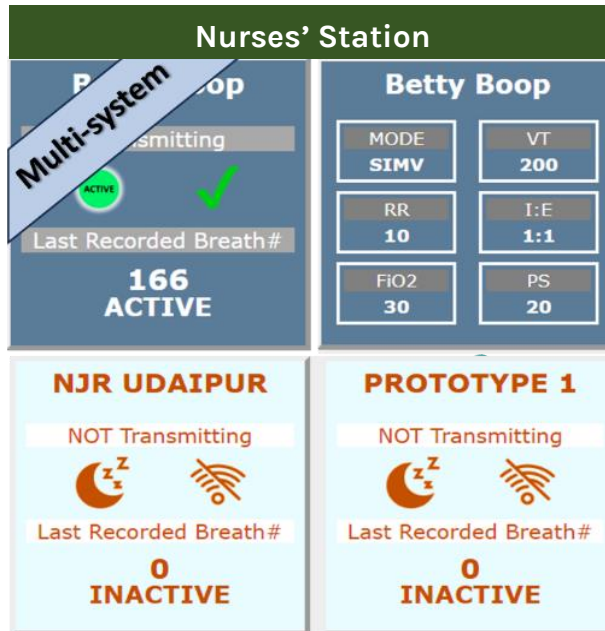 Nurses' Station
Multi-system
Transmitting
ACTIVE
Last Recorded Breath#
166
ACTIVE
Betty Boop
MODE
SIMV
VT
200
RR
10
I:E
1:1
FiO2
30
PS
20
NJR UDAIPUR
NOT Transmitting
z z Z
Last Recorded Breath#
0
INACTIVE
PROTOTYPE 1
NOT Transmitting
z z Z
Last Recorded Breath#
0
INACTIVE